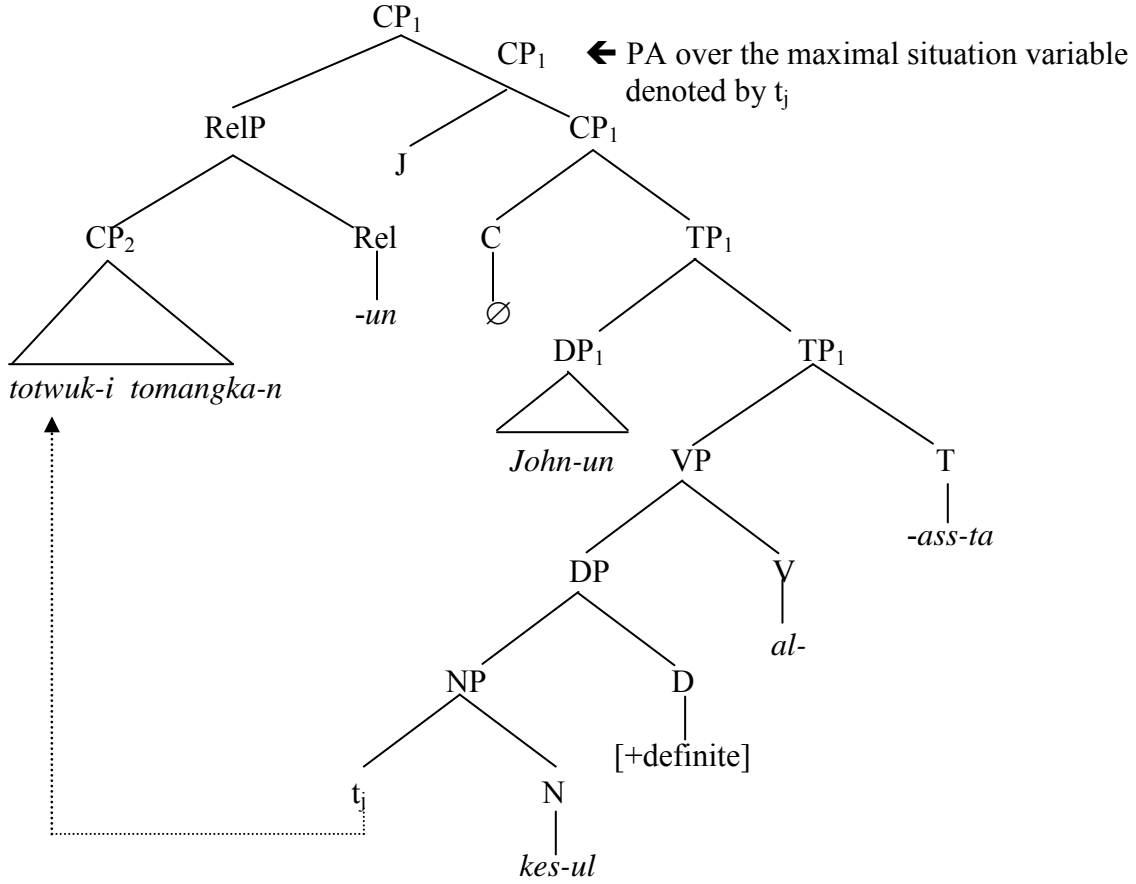 CP₁
CP₁ 🡸 PA over the maximal situation variable
denoted by tⱼ
RelP CP₁
J
CP₂ Rel C TP₁
-un ∅
DP₁ TP₁
totwuk-i tomangka-n
John-un VP T
-ass-ta
DP V
al-
NP D
[+definite]
tⱼ N
kes-ul